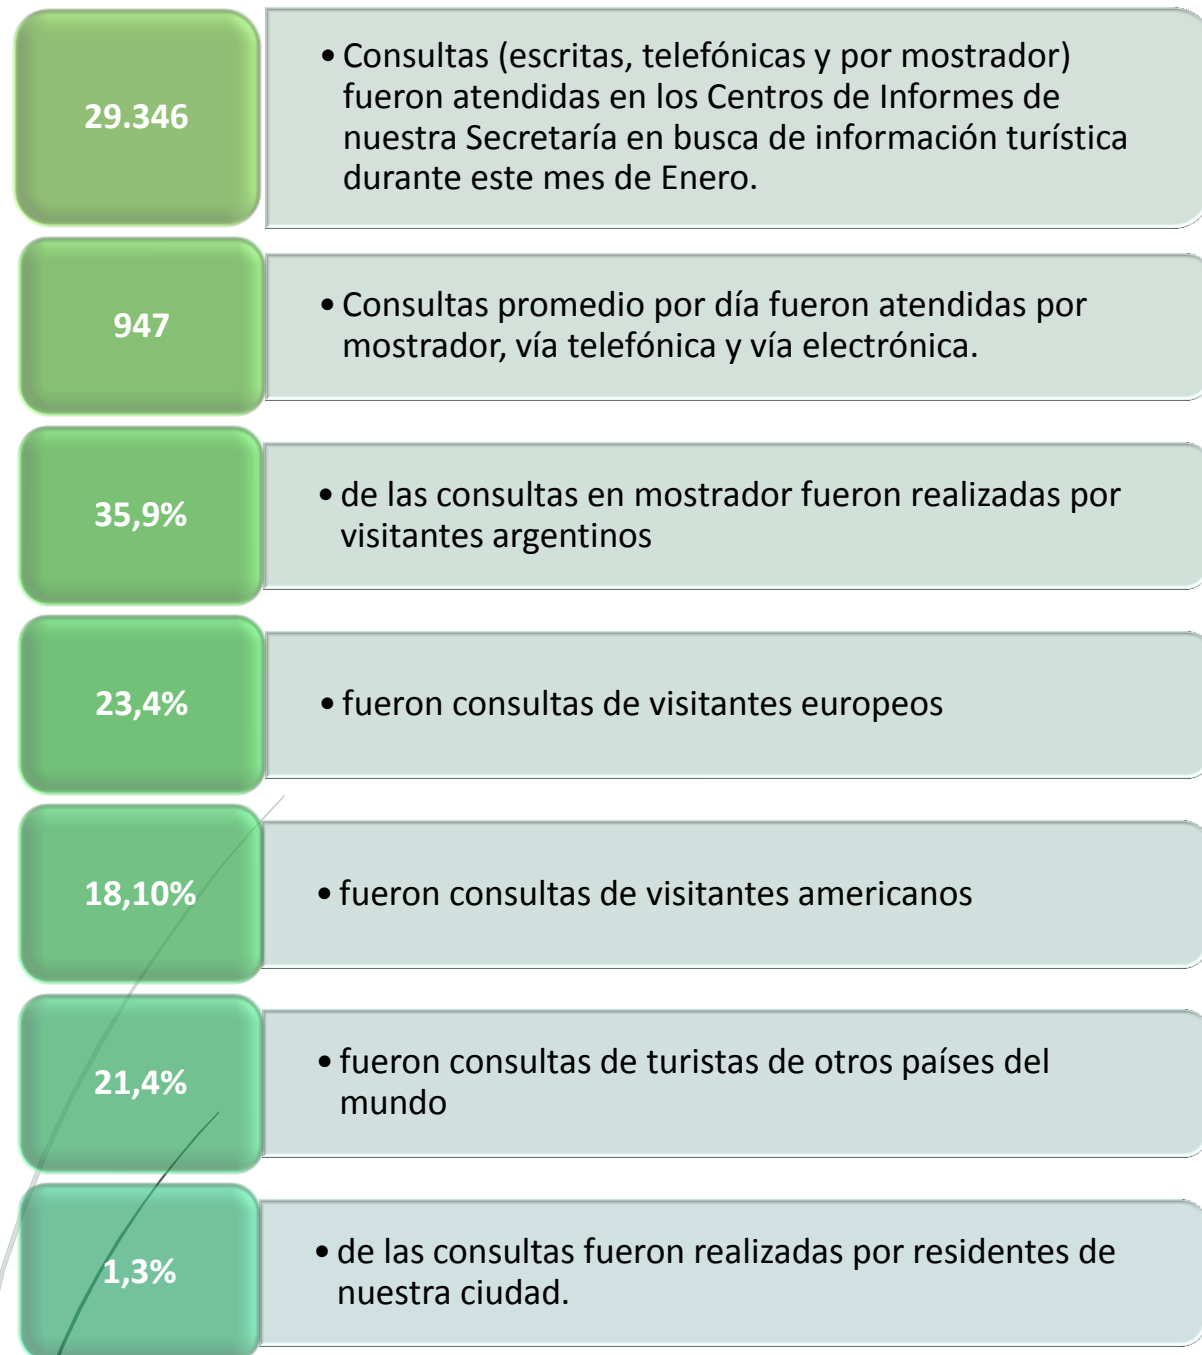 29.346
• Consultas (escritas, telefónicas y por mostrador)
fueron atendidas en los Centros de Informes de
nuestra Secretaría en busca de información turística
durante este mes de Enero.
947
• Consultas promedio por día fueron atendidas por
mostrador, vía telefónica y vía electrónica.
35,9%
• de las consultas en mostrador fueron realizadas por
visitantes argentinos
23,4%
• fueron consultas de visitantes europeos
18,10%
• fueron consultas de visitantes americanos
21,4%
• fueron consultas de turistas de otros países del
mundo
1,3%
• de las consultas fueron realizadas por residentes de
nuestra ciudad.